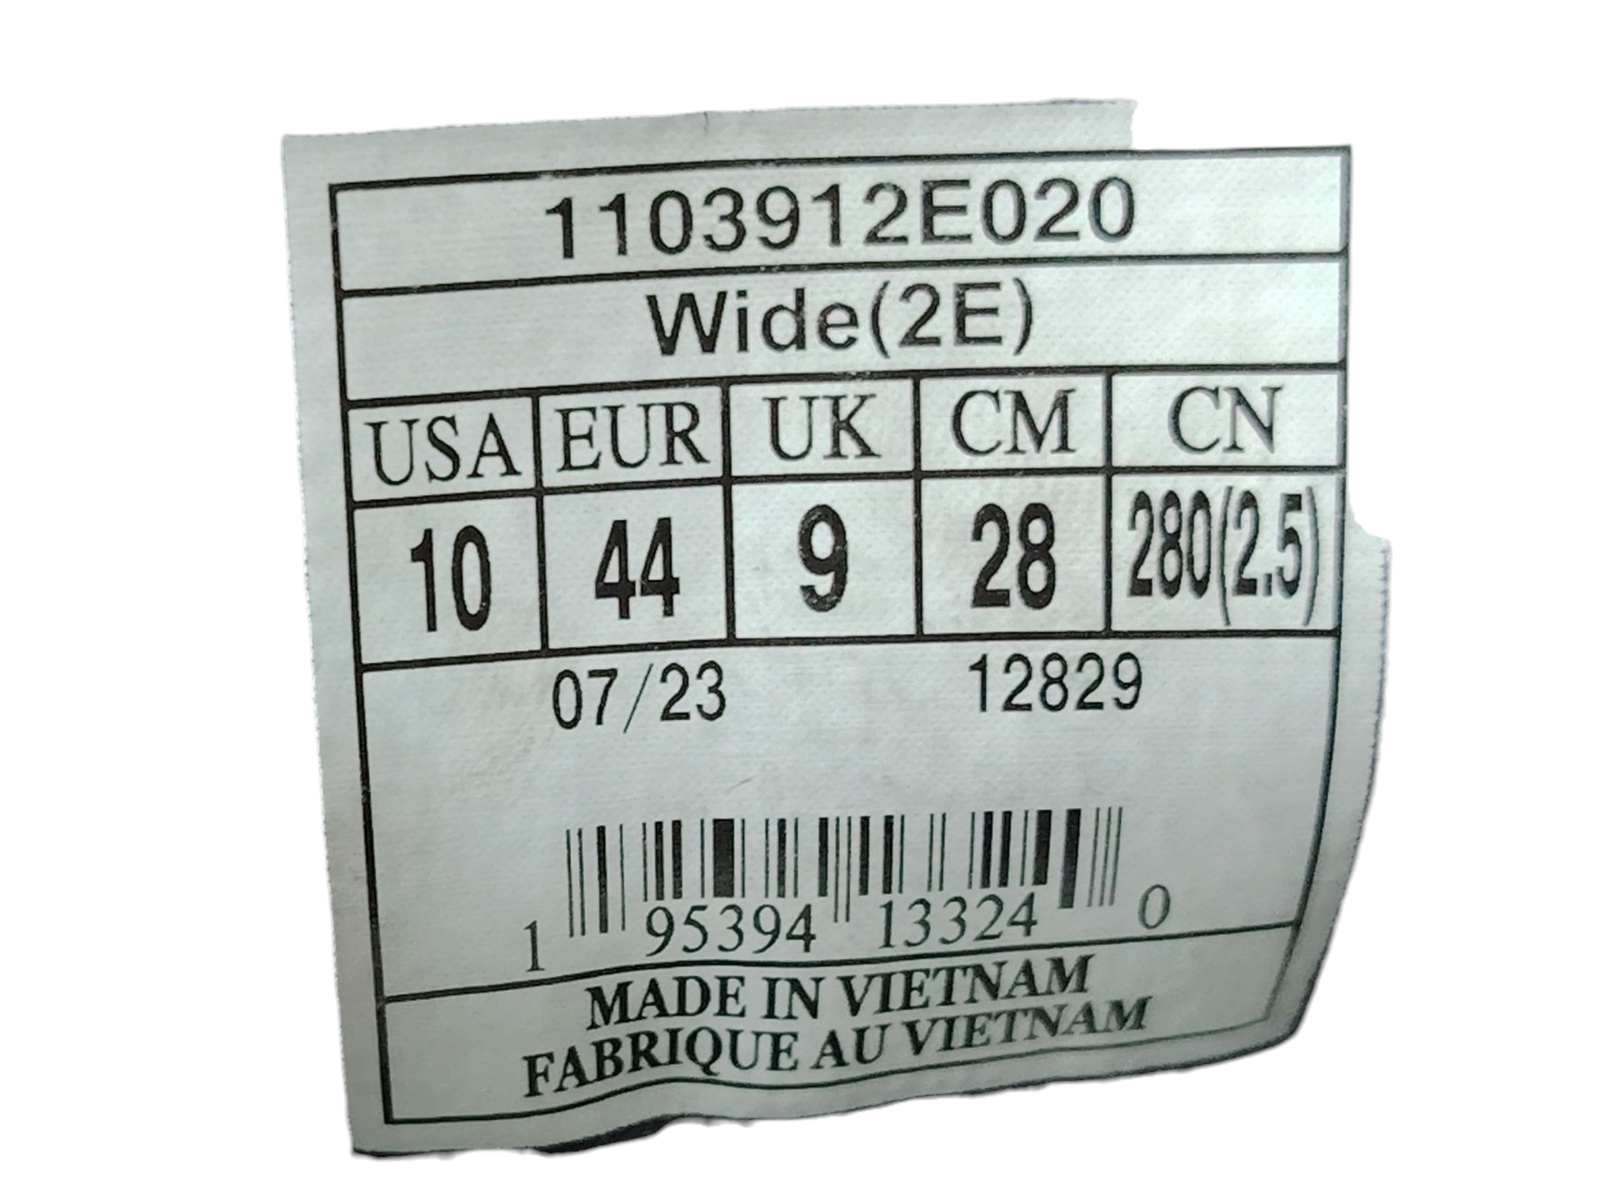 1103912E020
Wide(2E)
USA EUR UK CM CN
10 44 9 28 280(2.5)
07/23 12829
1 95394 13324 0
MADE IN VIETNAM
FABRIQUE AU VIETNAM